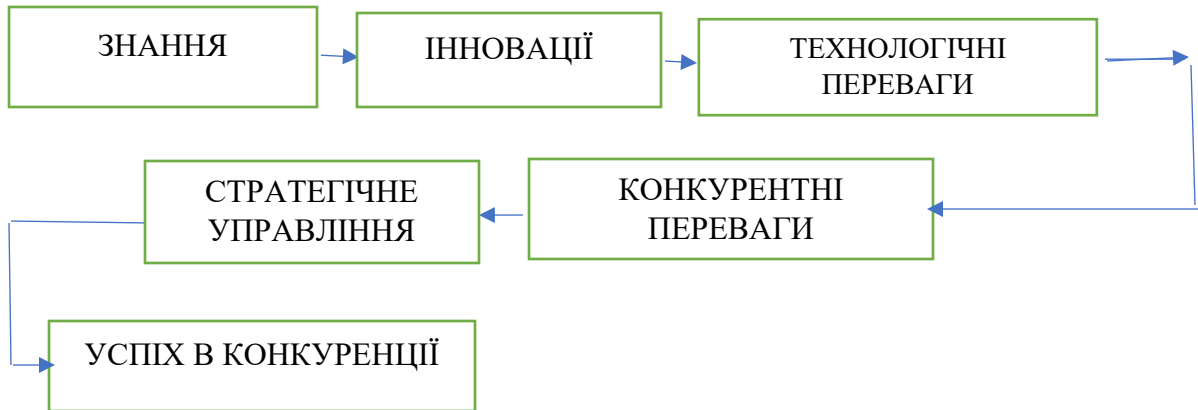 ЗНАННЯ
ІННОВАЦІЇ
ТЕХНОЛОГІЧНІ
ПЕРЕВАГИ
КОНКУРЕНТНІ
ПЕРЕВАГИ
СТРАТЕГІЧНЕ
УПРАВЛІННЯ
УСПІХ В КОНКУРЕНЦІЇ